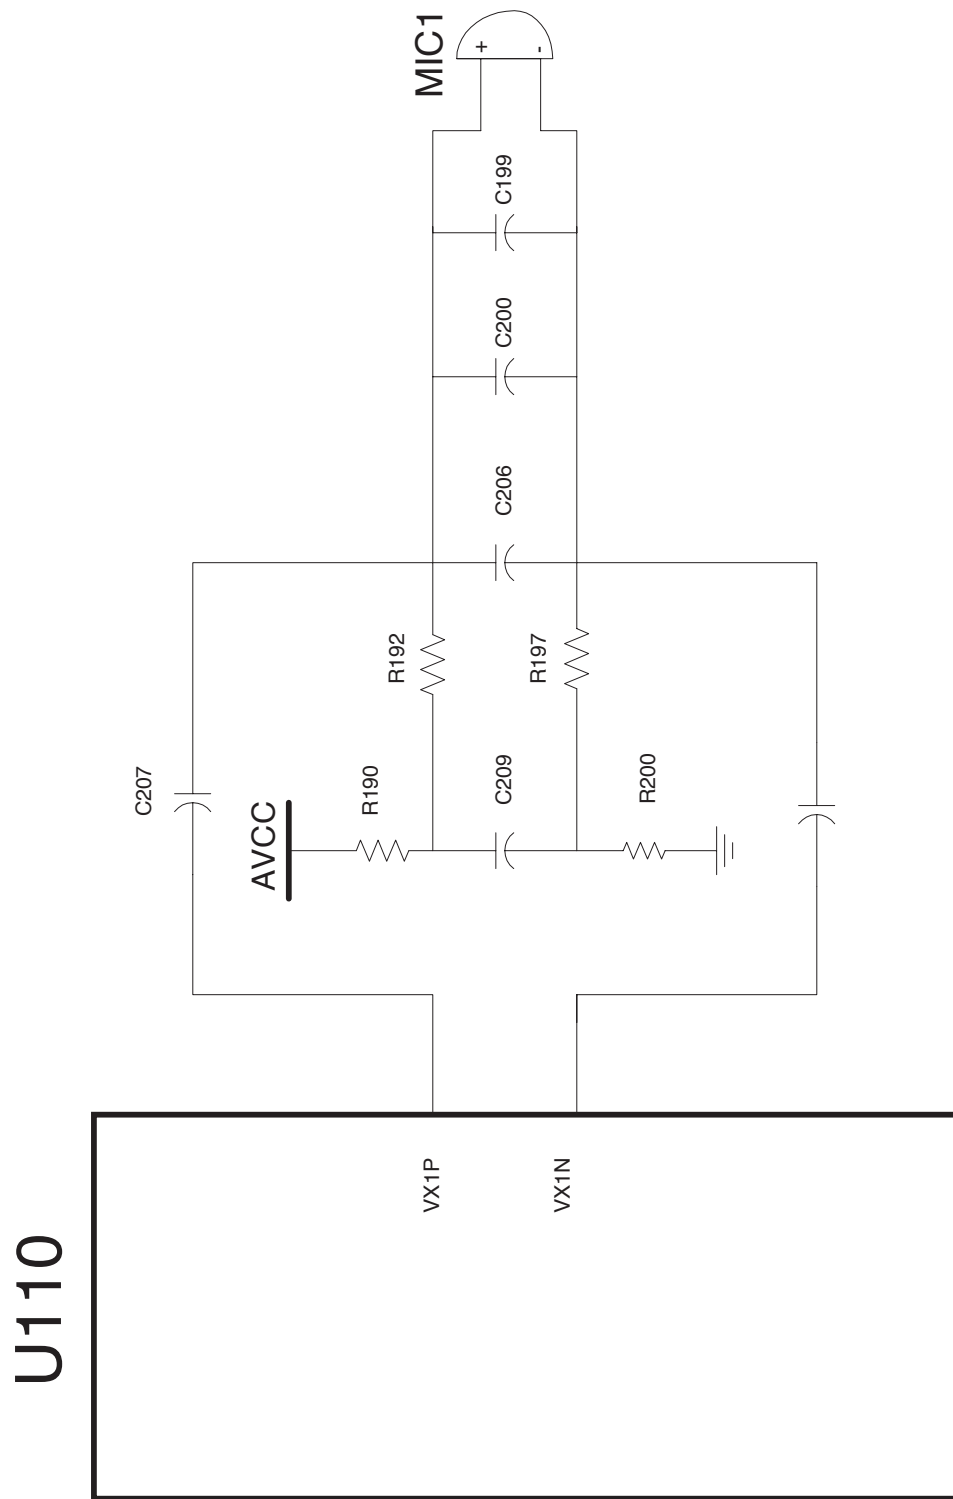 MIC1
+
-
C199
C200
C206
R192
R197
C207
AVCC
R190
C209
R200
VX1P
VX1N
U110